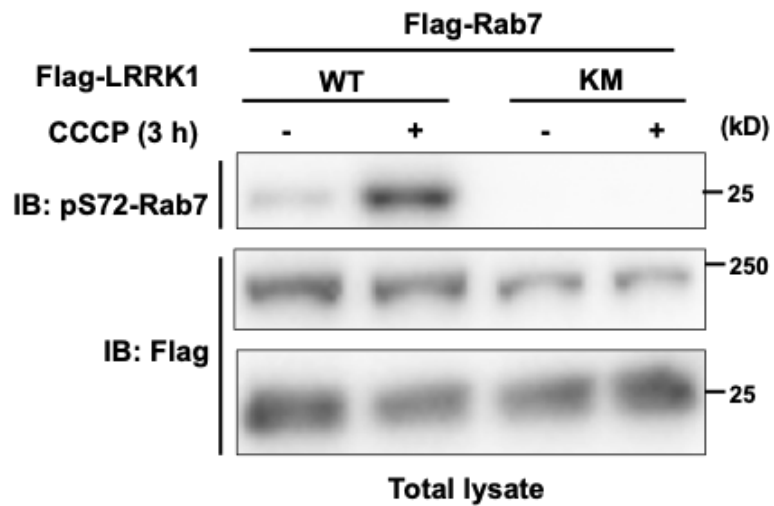 Flag-Rab7
Flag-LRRK1 WT KM
CCCP (3 h) - + - + (kD)
IB: pS72-Rab7 25
250
IB: Flag
25
Total lysate